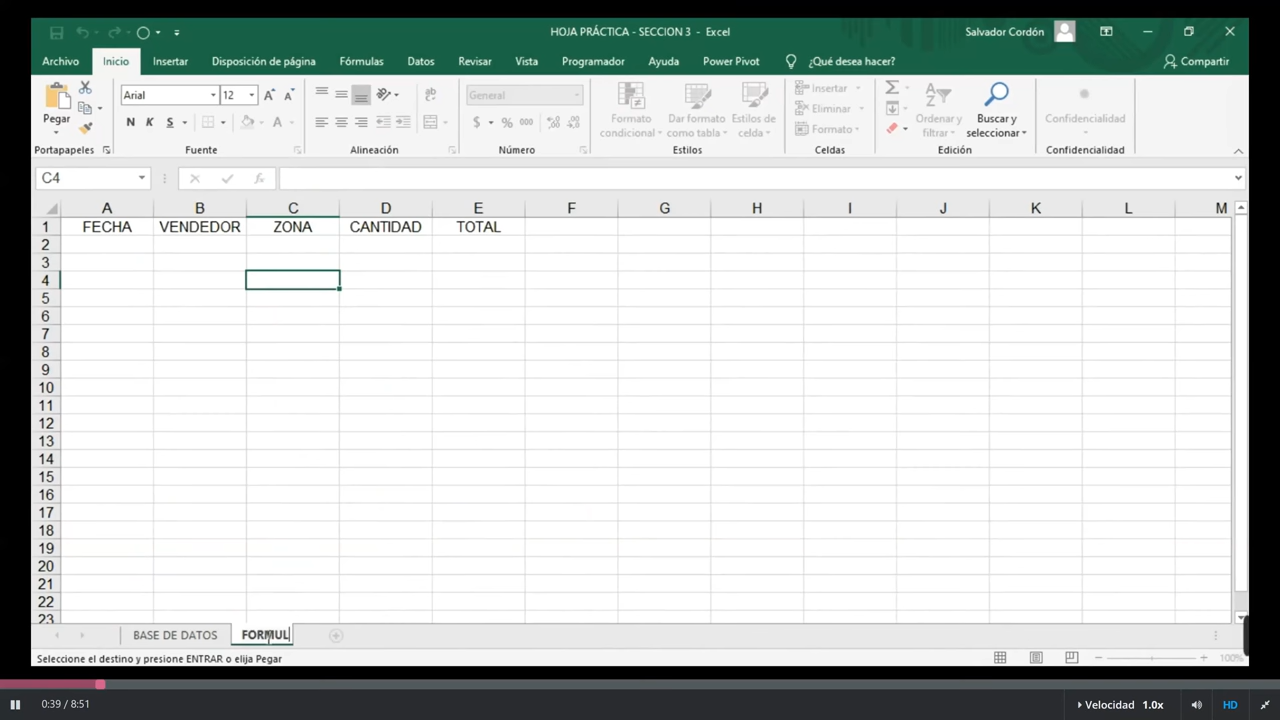 HOJA PRÁCTICA - SECCION 3 - Excel
Salvador Cordón
Archivo Inicio Insertar Disposición de página Fórmulas Datos Revisar Vista Programador Ayuda Power Pivot ¿Qué desea hacer? Compartir
Pegar
Arial 12
N K S
General
$ % 000
Formato condicional
Dar formato como tabla
Estilos de celda
Insertar
Eliminar
Formato
Ordenar y filtrar
Buscar y seleccionar
Confidencialidad
Portapapeles Fuente Alineación Número Estilos Celdas Edición Confidencialidad
C4 fx
A B C D E F G H I J K L M
1 FECHA VENDEDOR ZONA CANTIDAD TOTAL
2
3
4
5
6
7
8
9
10
11
12
13
14
15
16
17
18
19
20
21
22
23
BASE DE DATOS FORMUL
Seleccione el destino y presione ENTRAR o elija Pegar 100%
0:39 / 8:51 Velocidad 1.0x HD